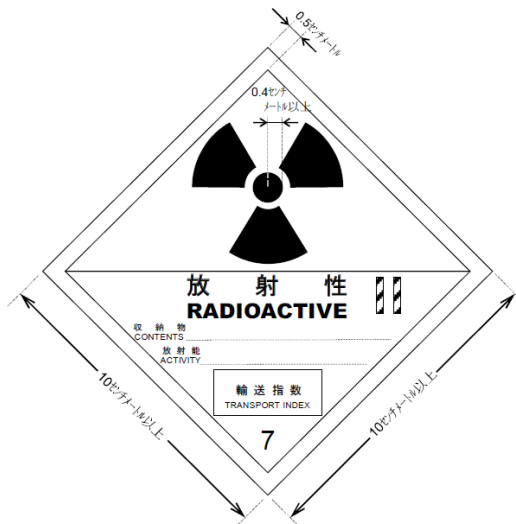 0.5センチメートル
0.4センチ
メートル以上
放 射 性
RADIOACTIVE
収 納 物
CONTENTS
放 射 能
ACTIVITY
輸 送 指 数
TRANSPORT INDEX
7
10センチメートル以上
10センチメートル以上